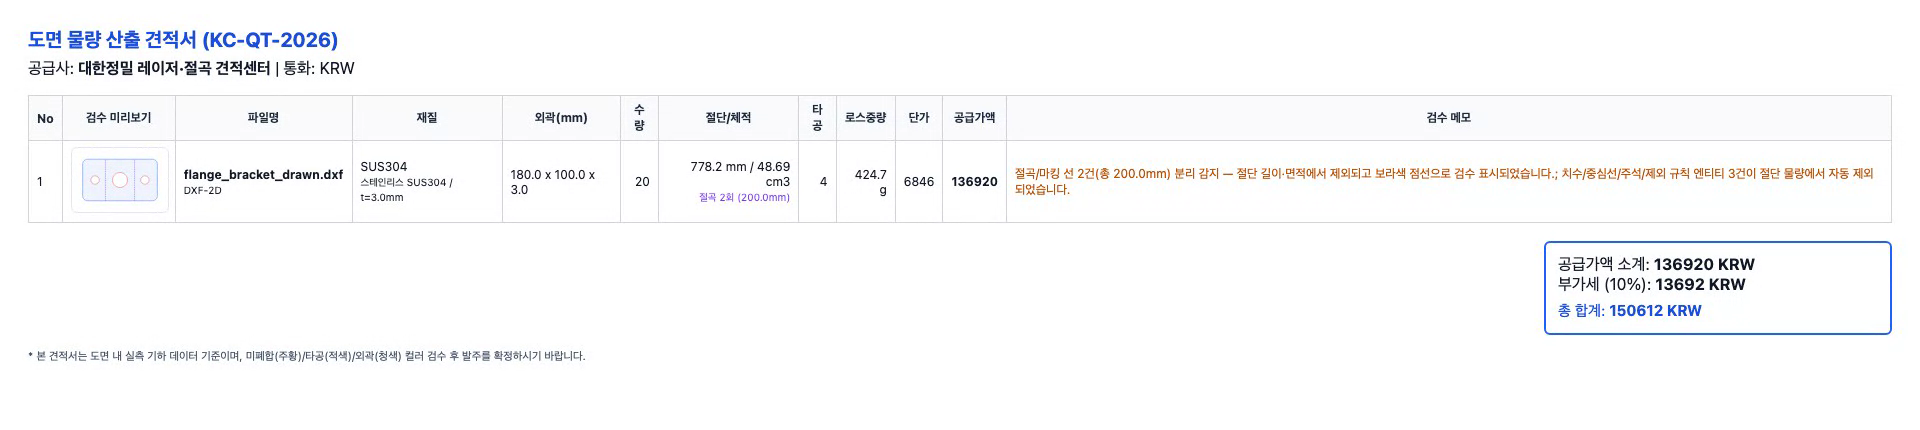 도면 물량 산출 견적서 (KC-QT-2026)
공급사: 대한정밀 레이저·절곡 견적센터 | 통화: KRW
No 검수 미리보기 파일명 재질 외곽(mm) 수량 절단/체적 타공 로스중량 단가 공급가액 검수 메모
1
flange_bracket_drawn.dxf
DXF-2D
SUS304
스테인리스 SUS304 /
t=3.0mm
180.0 x 100.0 x
3.0
20
778.2 mm / 48.69
cm3
절곡 2회 (200.0mm)
4
424.7
g
6846
136920
절곡/마킹 선 2건(총 200.0mm) 분리 감지 — 절단 길이·면적에서 제외되고 보라색 점선으로 검수 표시되었습니다.; 치수/중심선/주석/제외 규칙 엔티티 3건이 절단 물량에서 자동 제외
되었습니다.
공급가액 소계: 136920 KRW
부가세 (10%): 13692 KRW
총 합계: 150612 KRW
* 본 견적서는 도면 내 실측 기하 데이터 기준이며, 미폐합(주황)/타공(적색)/외곽(청색) 컬러 검수 후 발주를 확정하시기 바랍니다.